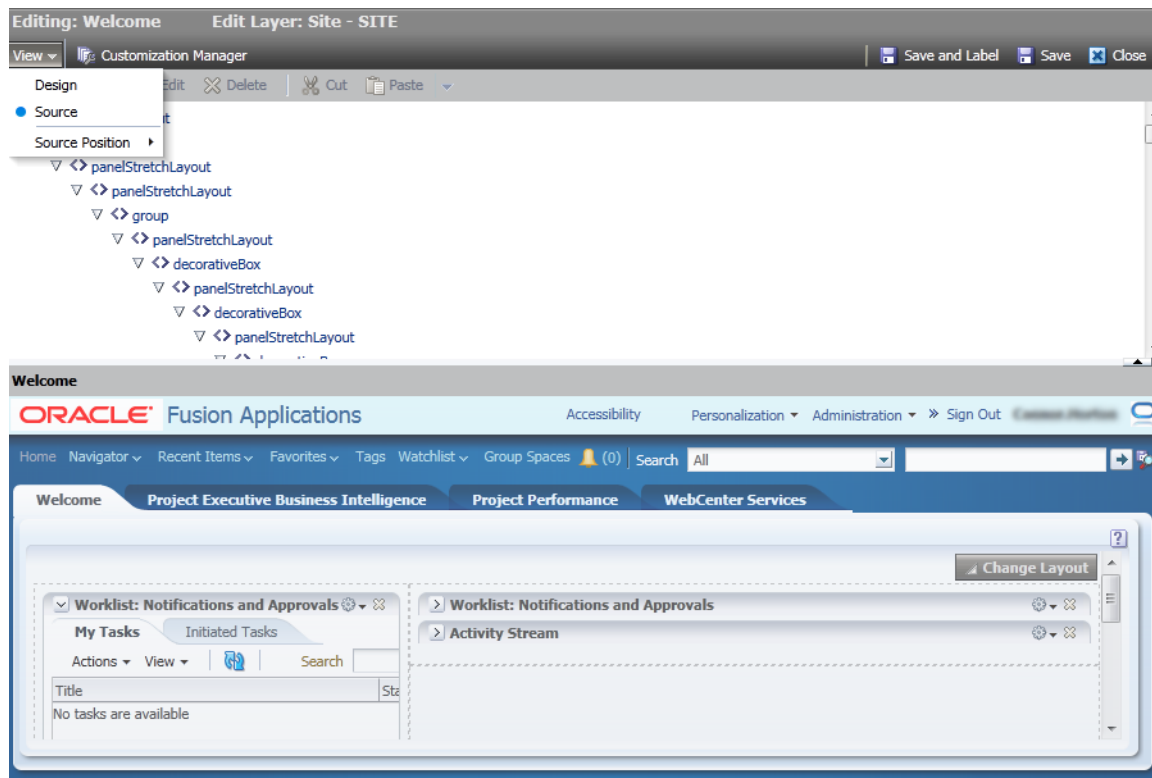 Editing: Welcome Edit Layer: Site - SITE
View Customization Manager Save and Label Save Close
Design Edit Delete Cut Paste
Source
Source Position
panelStretchLayout
panelStretchLayout
group
panelStretchLayout
decorativeBox
panelStretchLayout
decorativeBox
panelStretchLayout
Welcome
ORACLE Fusion Applications Accessibility Personalization Administration » Sign Out
Home Navigator Recent Items Favorites Tags Watchlist Group Spaces (0) Search All
Welcome Project Executive Business Intelligence Project Performance WebCenter Services
?
Change Layout
Worklist: Notifications and Approvals Worklist: Notifications and Approvals
My Tasks Initiated Tasks Activity Stream
Actions View Search
Title Sta
No tasks are available